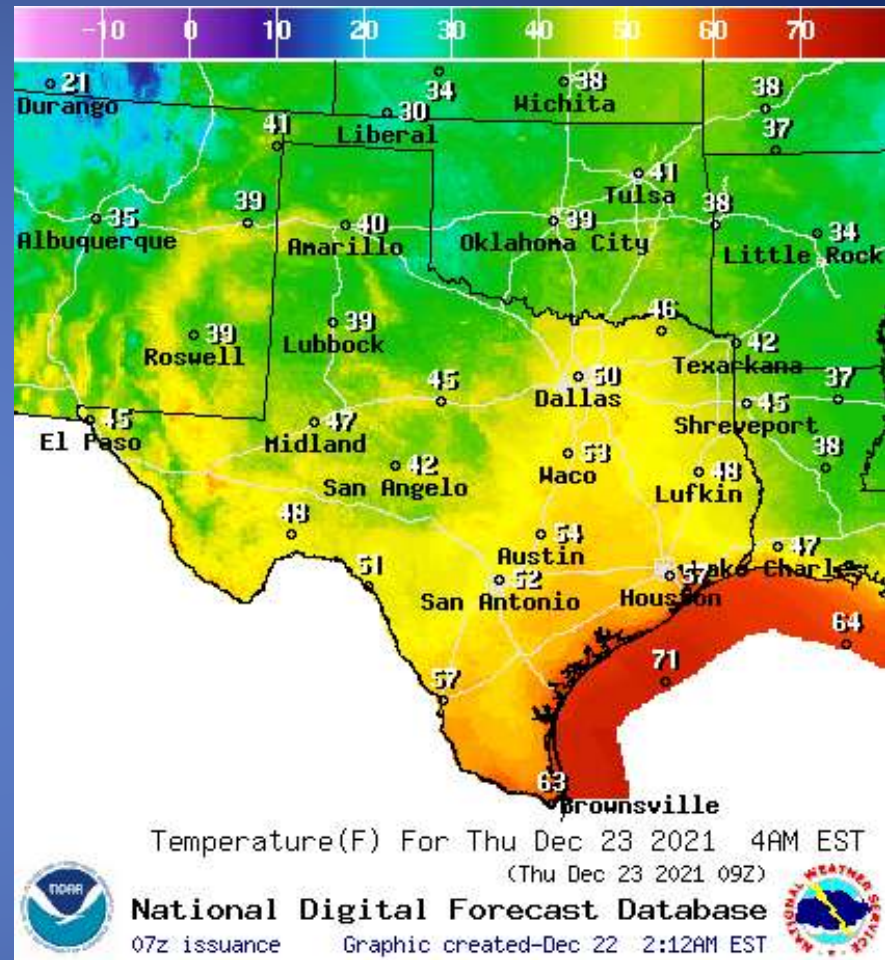 -10 0 10 20 30 40 50 60 70
21
Durango
34
38
Wichita
38
30
Liberal
41
37
41
Tulsa
35
Albuquerque
39
40
Amarillo
39
Oklahoma City
38
34
Little Rock
39
Roswell
39
Lubbock
46
42
Texarkana
50
Dallas
45
37
45
Shreveport
45
El Paso
47
Midland
42
San Angelo
53
Waco
48
Lufkin
38
48
54
Austin
47
Lake Charles
51
52
San Antonio
57
Houston
64
71
57
63
Brownsville
Temperature(F) For Thu Dec 23 2021 4AM EST
(Thu Dec 23 2021 09Z)
NOAA
NATIONAL WEATHER SERVICE
National Digital Forecast Database
07z issuance Graphic created-Dec 22 2:12AM EST